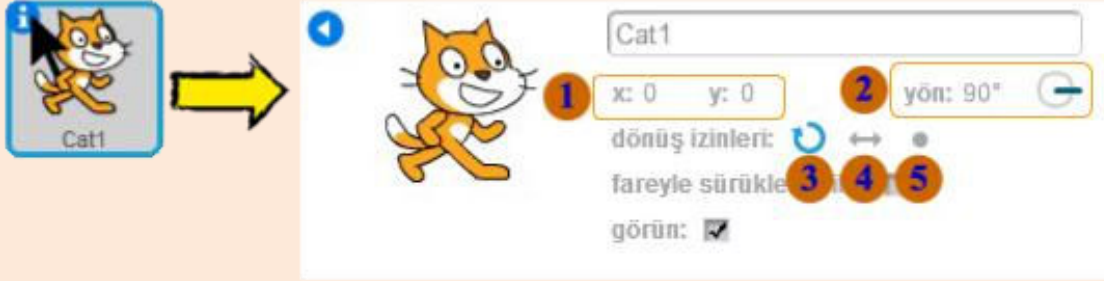 i
Cat1
Cat1
1 x: 0 y: 0 2 yön: 90°
dönüş izinleri:
fareyle sürükle 3 4 5
görün: